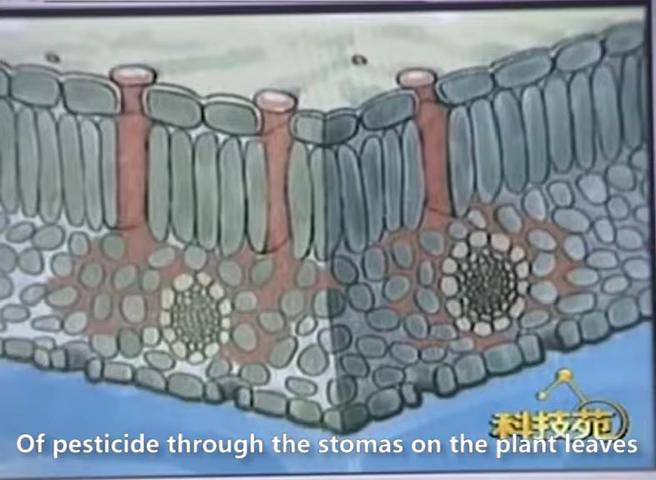 科技苑
Of pesticide through the stomas on the plant leaves